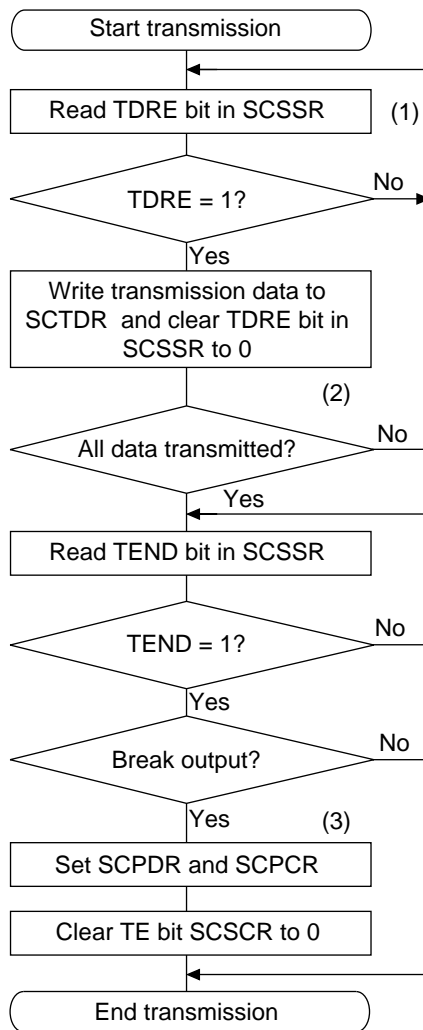 Start transmission
Read TDRE bit in SCSSR
(1)
TDRE = 1?
No
Yes
Write transmission data to
SCTDR and clear TDRE bit in
SCSSR to 0
(2)
All data transmitted?
No
Yes
Read TEND bit in SCSSR
TEND = 1?
No
Yes
Break output?
No
Yes
(3)
Set SCPDR and SCPCR
Clear TE bit SCSCR to 0
End transmission